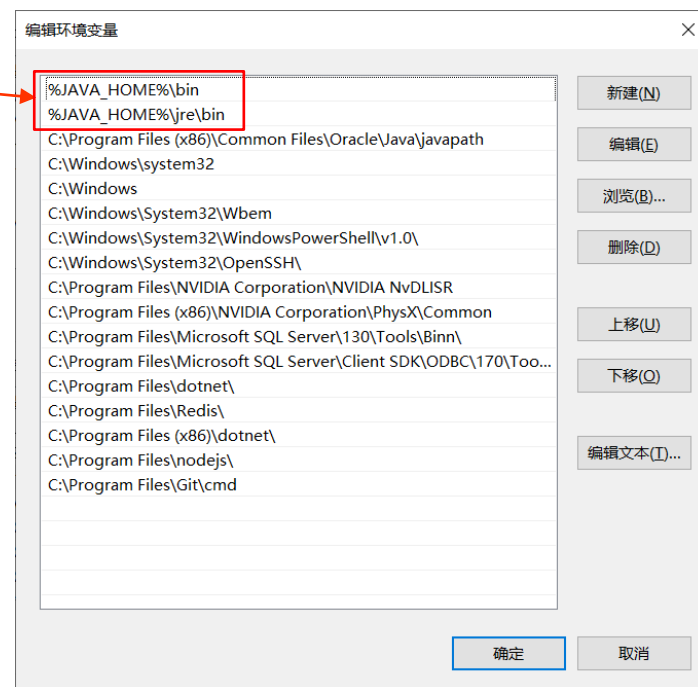 编辑环境变量
%JAVA_HOME%\bin
%JAVA_HOME%\jre\bin
C:\Program Files (x86)\Common Files\Oracle\Java\javapath
C:\Windows\system32
C:\Windows
C:\Windows\System32\Wbem
C:\Windows\System32\WindowsPowerShell\v1.0\
C:\Windows\System32\OpenSSH\
C:\Program Files\NVIDIA Corporation\NVIDIA NvDLISR
C:\Program Files (x86)\NVIDIA Corporation\PhysX\Common
C:\Program Files\Microsoft SQL Server\130\Tools\Binn\
C:\Program Files\Microsoft SQL Server\Client SDK\ODBC\170\Too...
C:\Program Files\dotnet\
C:\Program Files\Redis\
C:\Program Files (x86)\dotnet\
C:\Program Files\nodejs\
C:\Program Files\Git\cmd
新建(N)
编辑(E)
浏览(B)...
删除(D)
上移(U)
下移(O)
编辑文本(T)...
确定
取消